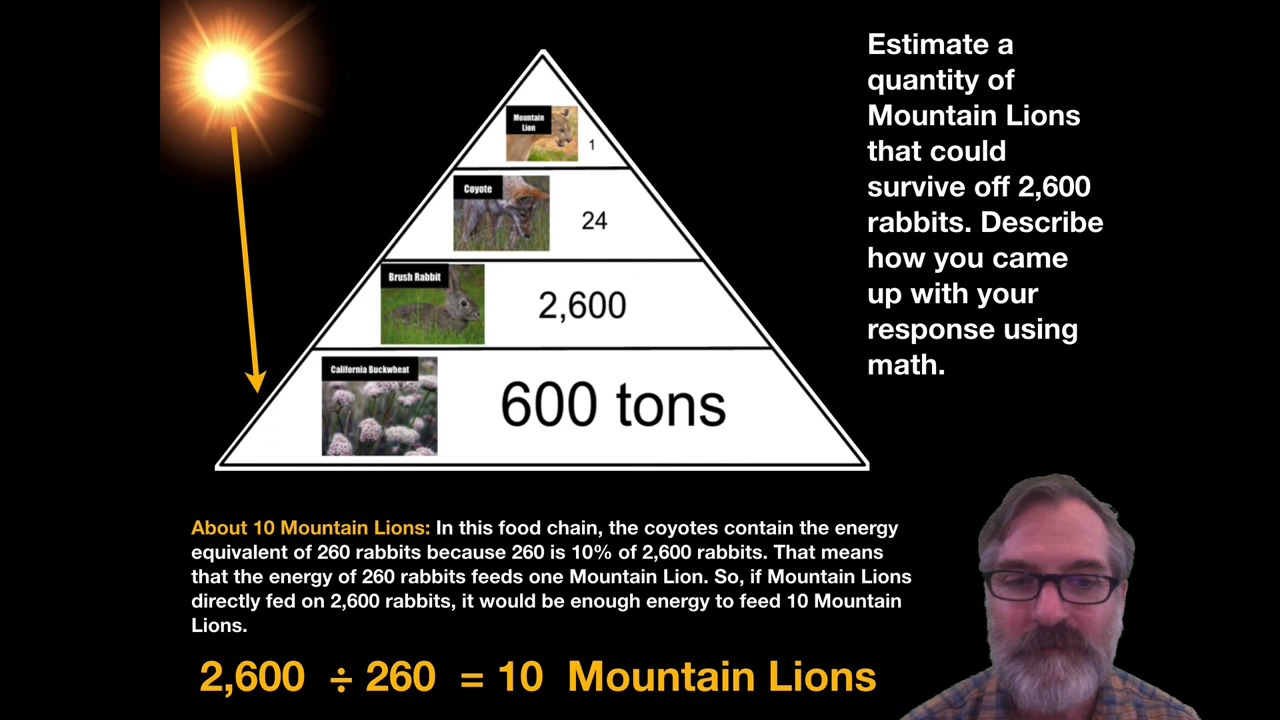 Estimate a
quantity of
Mountain Lions
that could
survive off 2,600
rabbits. Describe
how you came
up with your
response using
math.
Mountain
Lion
1
Coyote
24
Brush Rabbit
2,600
California Buckwheat
600 tons
About 10 Mountain Lions: In this food chain, the coyotes contain the energy
equivalent of 260 rabbits because 260 is 10% of 2,600 rabbits. That means
that the energy of 260 rabbits feeds one Mountain Lion. So, if Mountain Lions
directly fed on 2,600 rabbits, it would be enough energy to feed 10 Mountain
Lions.
2,600 ÷ 260 = 10 Mountain Lions